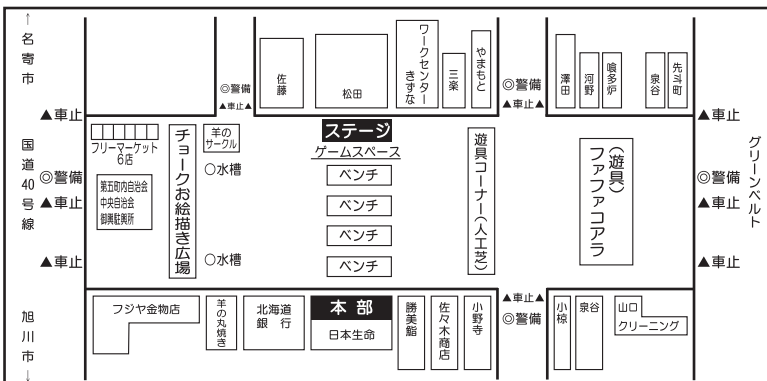 ↑
名寄市
▲車止
国道40号線
◎警備
▲車止
▲車止
旭川市
↓
◎警備
▲車止▲
佐藤
松田
ワークセンター
きずな
三楽
やまもと
◎警備
▲車止▲
澤田
河野
喰多炉
泉谷
先斗町
▲車止
グリーンベルト
◎警備
▲車止
▲車止
フリーマーケット
6店
第五町内自治会
中央自治会
御輿駐輿所
チョークお絵描き広場
羊の
サークル
○水槽
○水槽
ステージ
ゲームスペース
ベンチ
ベンチ
ベンチ
ベンチ
遊具コーナー(人工芝)
(遊具)
ファファコアラ
フジヤ金物店
羊の丸焼き
北海道
銀行
本部
日本生命
勝美鮨
佐々木商店
小野寺
▲車止▲
◎警備
小椋
泉谷
山口
クリーニング